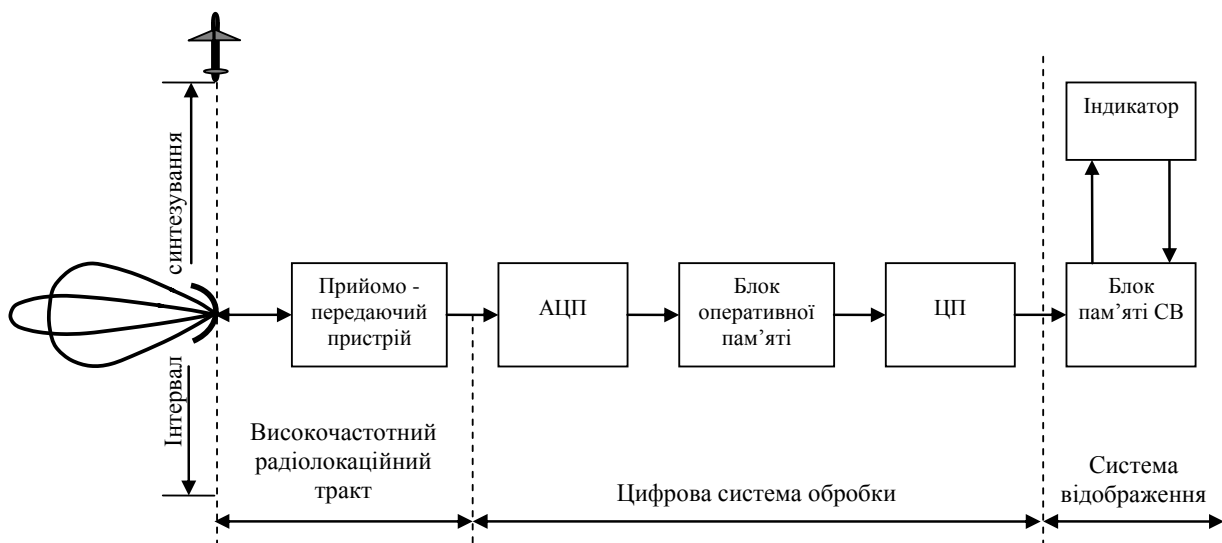 Індикатор
Інтервал синтезування
Прийомо -
передаючий
пристрій
АЦП
Блок
оперативної
пам’яті
ЦП
Блок
пам’яті СВ
Високочастотний
радіолокаційний
тракт
Цифрова система обробки
Система
відображення